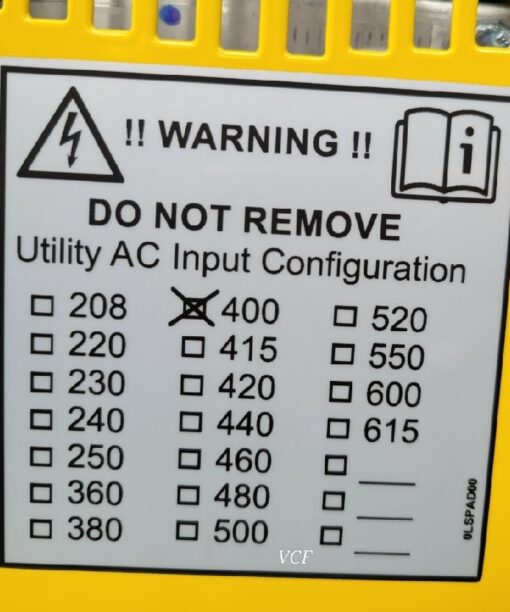 !! WARNING !!
DO NOT REMOVE
Utility AC Input Configuration
208 400 520
220 415 550
230 420 600
240 440 615
250 460
360 480
380 500
0LSPAD00
VCF